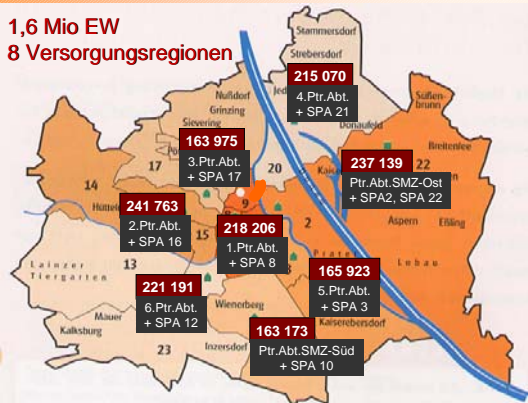 1,6 Mio EW
8 Versorgungsregionen
Stammersdorf
Strebersdorf
215 070
4.Ptr.Abt.
+ SPA 21
Nußdorf
Grinzing
Sievering
Donaufeld
Süßen-
brunn
163 975
3.Ptr.Abt.
+ SPA 17
Breitenlee
237 139
Ptr.Abt.SMZ-Ost
+ SPA2, SPA 22
22
17
20
14
9
2
Aspern
Eßling
241 763
2.Ptr.Abt.
+ SPA 16
15
218 206
1.Ptr.Abt.
+ SPA 8
Lobau
13
Lainzer
Tiergarten
3
165 923
5.Ptr.Abt.
+ SPA 3
221 191
6.Ptr.Abt.
+ SPA 12
Wienerberg
Kaiserebersdorf
Mauer
Kalksburg
23
Inzersdorf
163 173
Ptr.Abt.SMZ-Süd
+ SPA 10